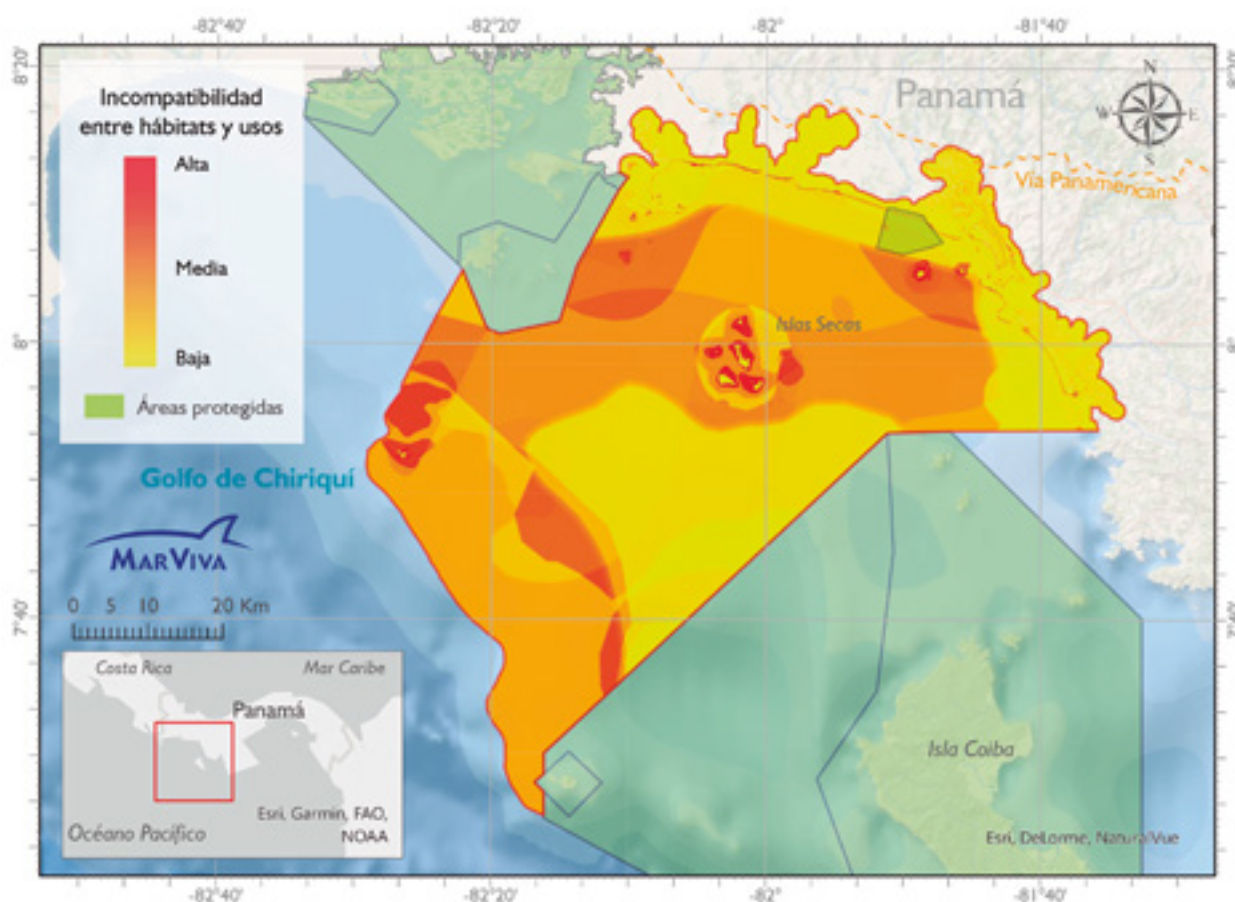 -82°40'
-82°20'
-82°
-81°40'
8°20'
Incompatibilidad
entre hábitats y usos
Alta
Media
Baja
Áreas protegidas
Panamá
N
W
E
S
Vía Panamericana
Islas Secas
8°
Golfo de Chiriquí
MARVIVA
0 5 10 20 Km
7°40'
7°40'
Costa Rica
Mar Caribe
Panamá
Océano Pacífico
Esri, Garmin, FAO,
NOAA
Isla Coiba
Esri, DeLorme, NaturalVue
-82°40'
-82°20'
-82°
-81°40'